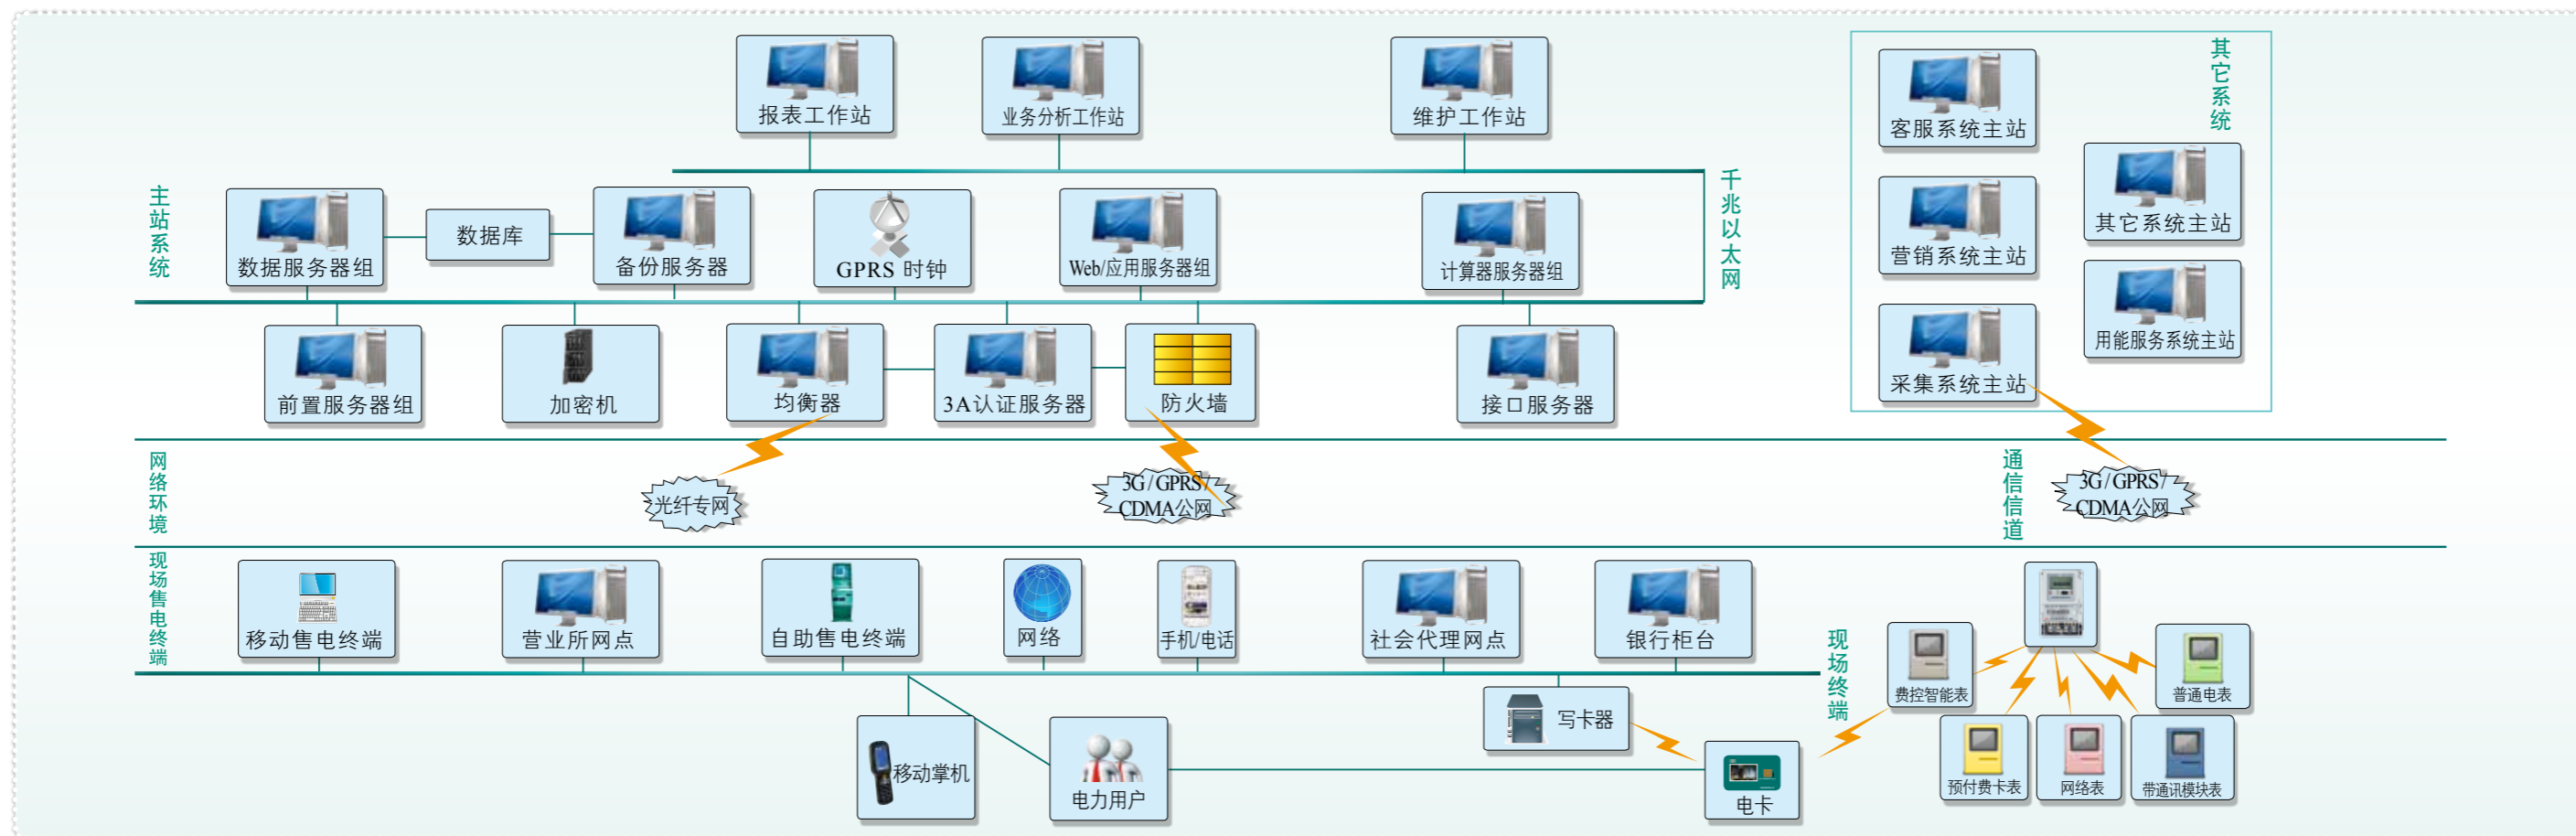 报表工作站
业务分析工作站
维护工作站
其它系统
客服系统主站
其它系统主站
营销系统主站
用能服务系统主站
采集系统主站
主站系统
千兆以太网
数据服务器组
数据库
备份服务器
GPRS 时钟
Web/应用服务器组
计算器服务器组
前置服务器组
加密机
均衡器
3A认证服务器
防火墙
接口服务器
网络环境
光纤专网
3G/GPRS/
CDMA公网
通信信道
3G/GPRS/
CDMA公网
现场售电终端
移动售电终端
营业所网点
自助售电终端
网络
手机/电话
社会代理网点
银行柜台
现场终端
费控智能表
普通电表
预付费卡表
网络表
带通讯模块表
写卡器
移动掌机
电力用户
电卡